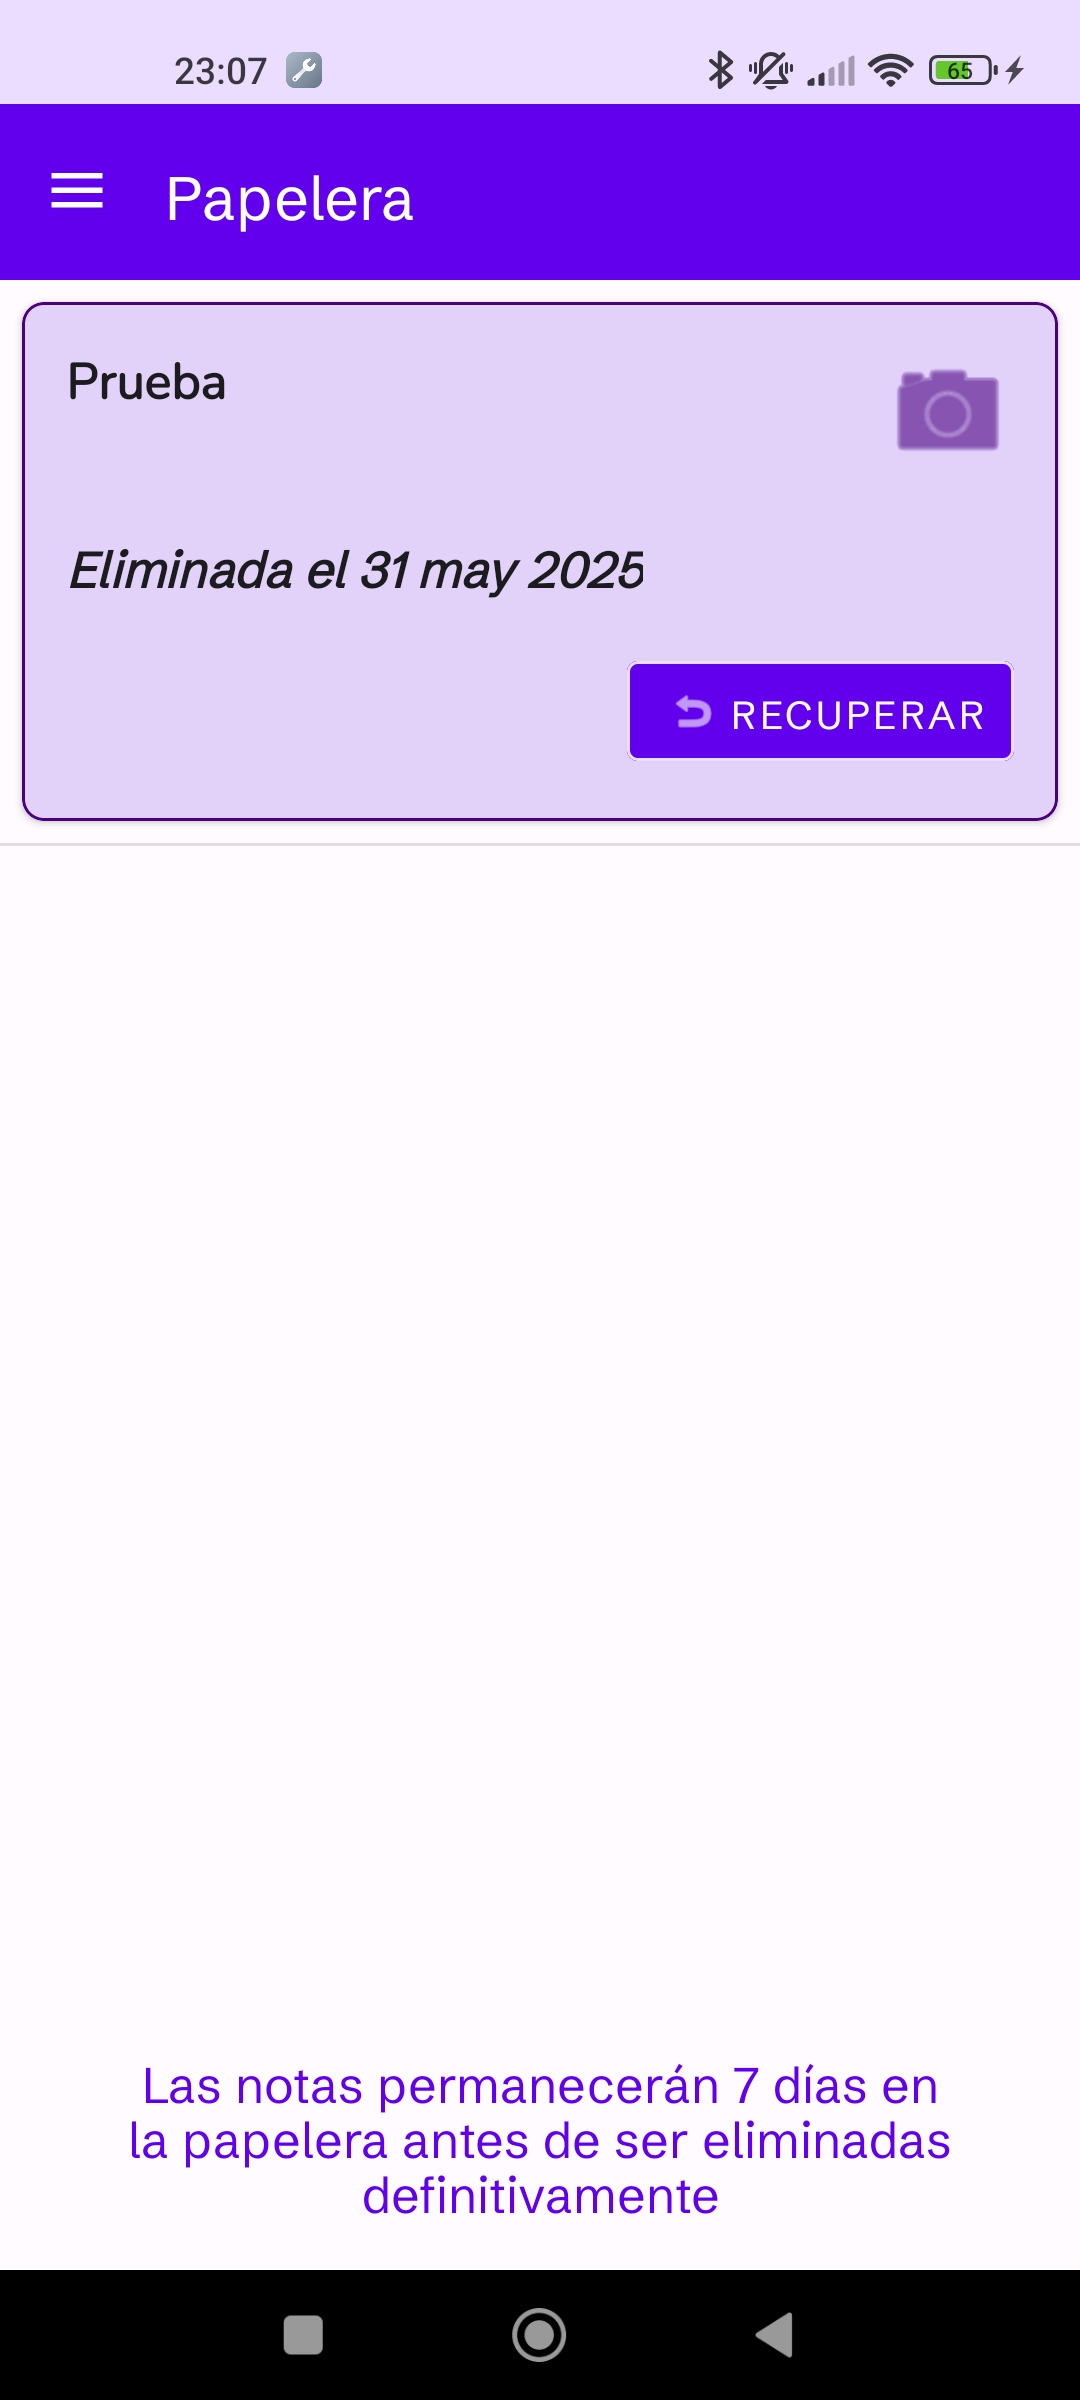 23:07
65
Papelera
Prueba
Eliminada el 31 may 2025
RECUPERAR
Las notas permanecerán 7 días en
la papelera antes de ser eliminadas
definitivamente